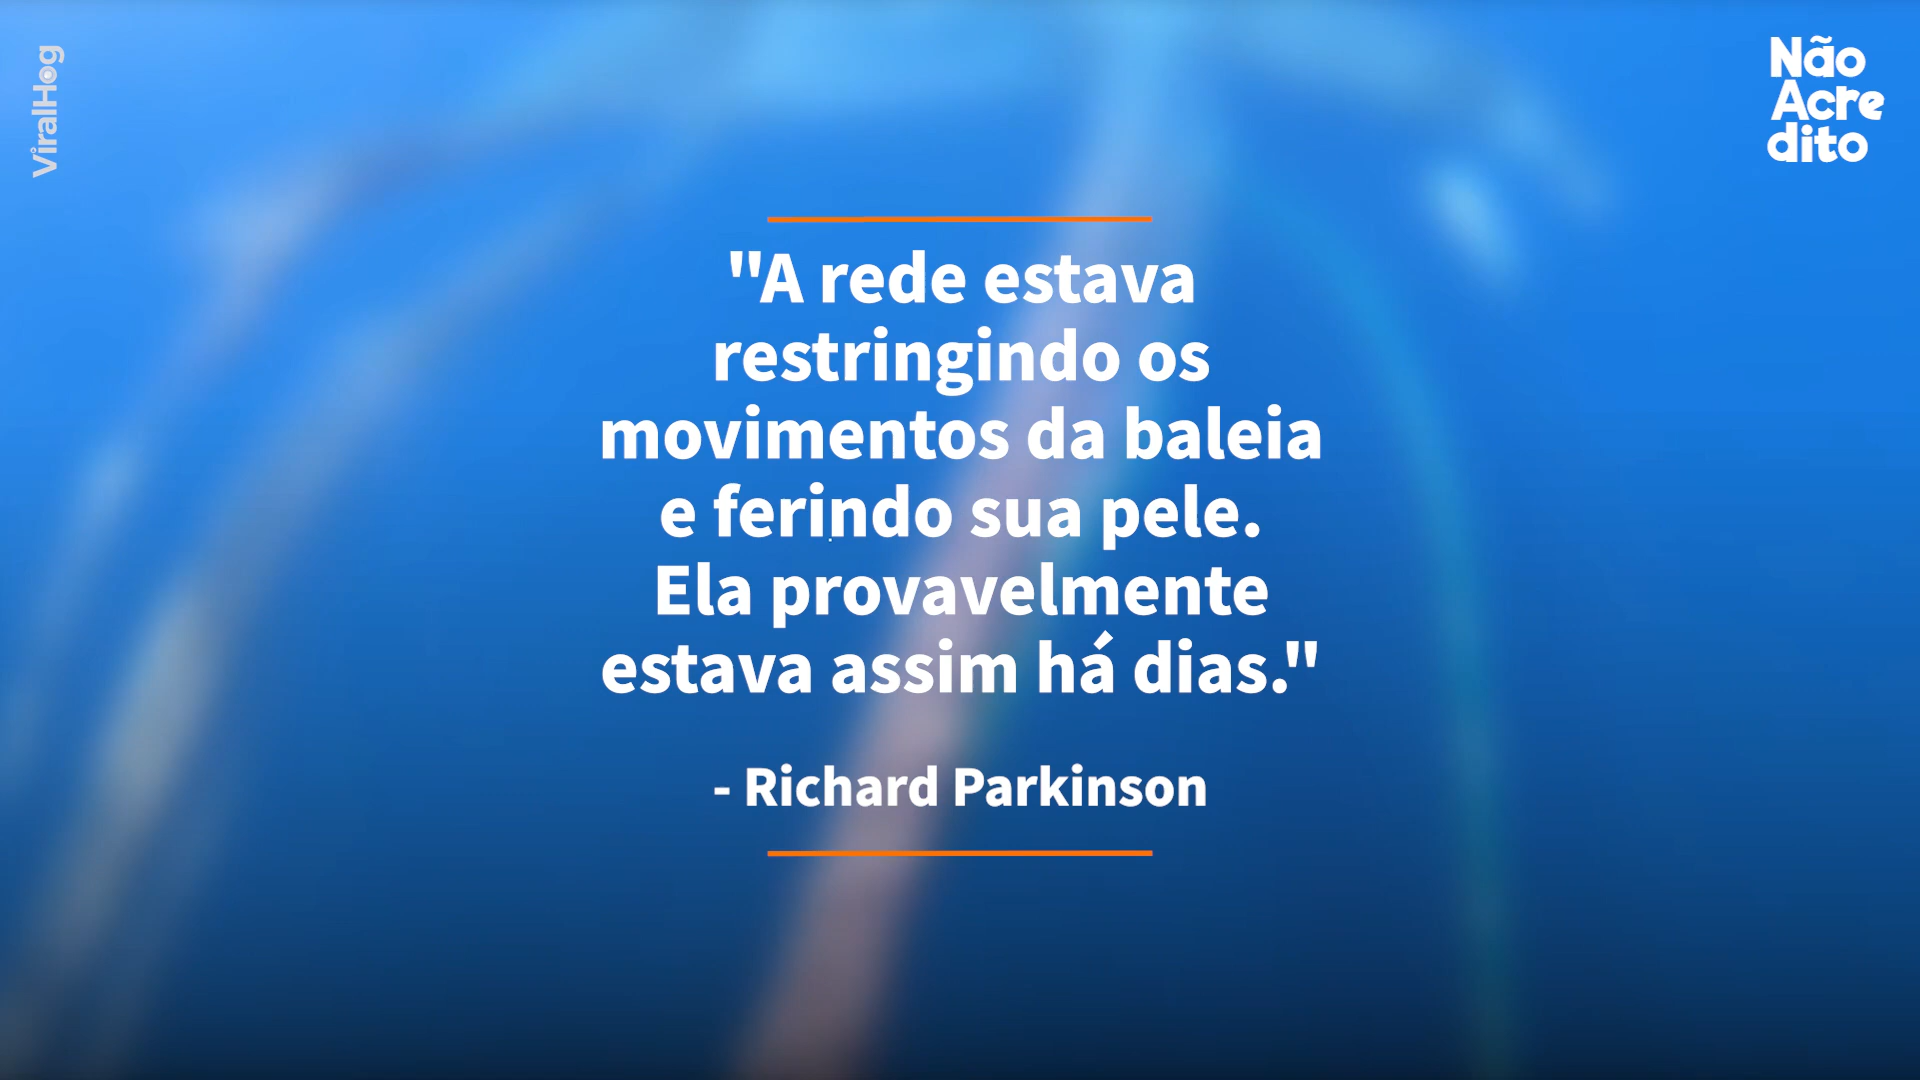 ViralHog
Não
Acre
dito
"A rede estava
restringindo os
movimentos da baleia
e ferindo sua pele.
Ela provavelmente
estava assim há dias."
- Richard Parkinson